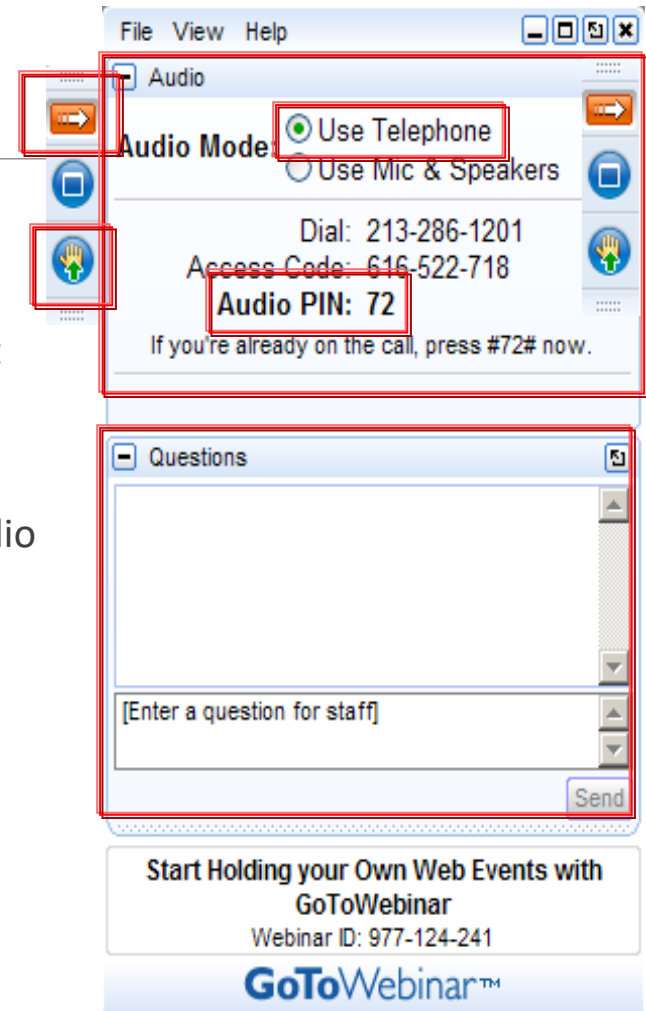 File View Help
Audio
Audio Mode:
Use Telephone
Use Mic & Speakers
Dial: 213-286-1201
Access Code: 616-522-718
Audio PIN: 72
If you're already on the call, press #72# now.
Questions
[Enter a question for staff]
Send
Start Holding your Own Web Events with
GoToWebinar
Webinar ID: 977-124-241
GoToWebinar™